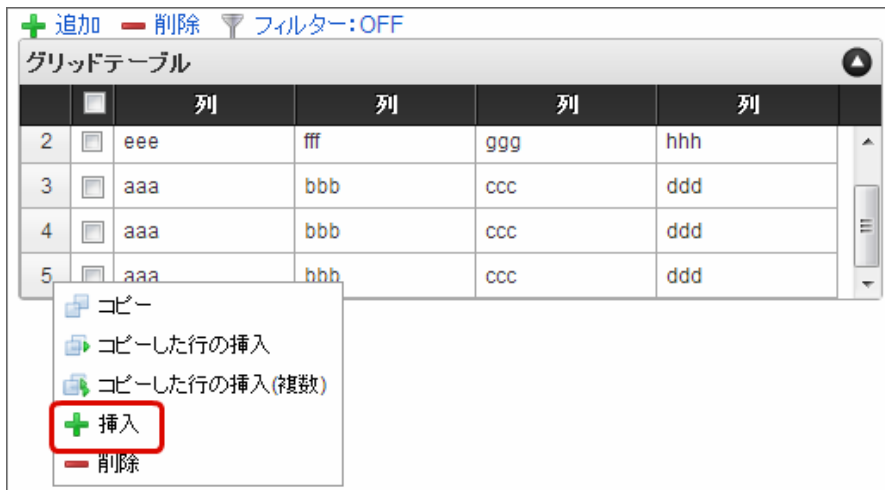 追加 削除 フィルター：OFF
グリッドテーブル
列 列 列 列
2 eee fff ggg hhh
3 aaa bbb ccc ddd
4 aaa bbb ccc ddd
5 aaa bbb ccc ddd
コピー
コピーした行の挿入
コピーした行の挿入(複数)
挿入
削除